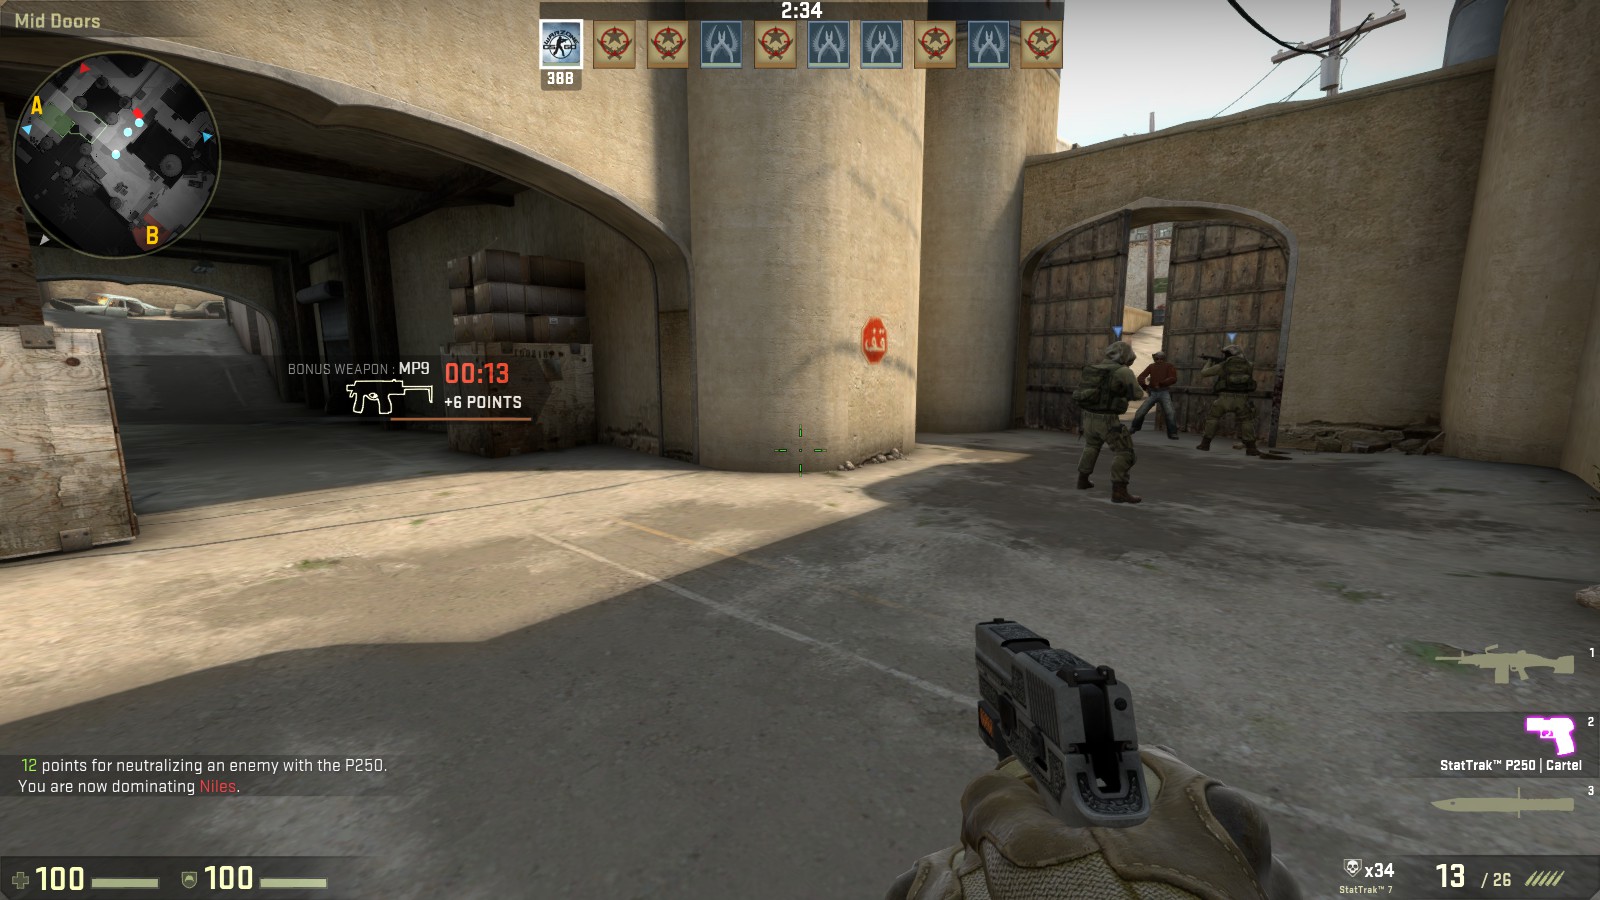 Mid Doors
2:34
388
A
B
BONUS WEAPON : MP9
00:13
+6 POINTS
قف
1
2
StatTrak™ P250 | Cartel
3
12 points for neutralizing an enemy with the P250.
You are now dominating Niles.
100
100
x34
StatTrak™ 7
13 / 26